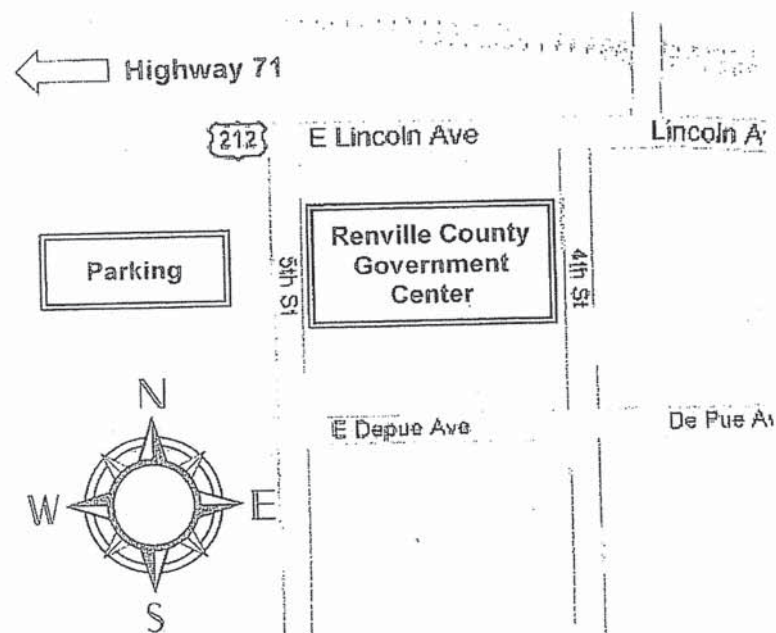 Highway 71
212
E Lincoln Ave
Lincoln A
Renville County
Government
Center
Parking
5th St
4th St
E Depue Ave
De Pue Av
N
W
E
S